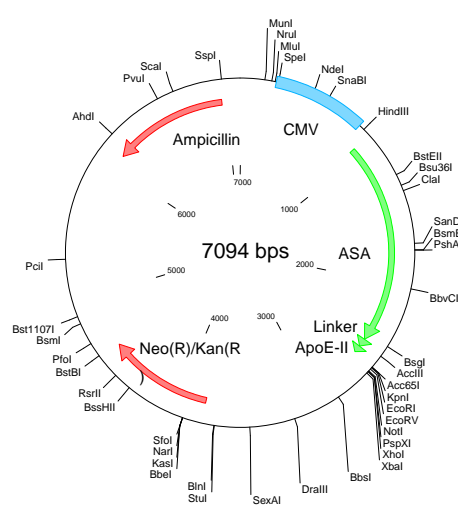 MunI
NruI
MluI
SpeI
NdeI
SnaBI
HindIII
BstEII
Bsu36I
ClaI
SanD
BsmB
PshA
BbvCI
BsgI
AccIII
Acc65I
KpnI
EcoRI
EcoRV
NotI
PspXI
XhoI
XbaI
BbsI
DraIII
SexAI
StuI
BlnI
BbeI
KasI
NarI
SfoI
BssHII
RsrII
BstBI
PfoI
BsmI
Bst1107I
PciI
AhdI
PvuI
ScaI
SspI
Ampicillin
CMV
ASA
Linker
ApoE-II
Neo(R)/Kan(R
7094 bps
7000
1000
2000
3000
4000
5000
6000